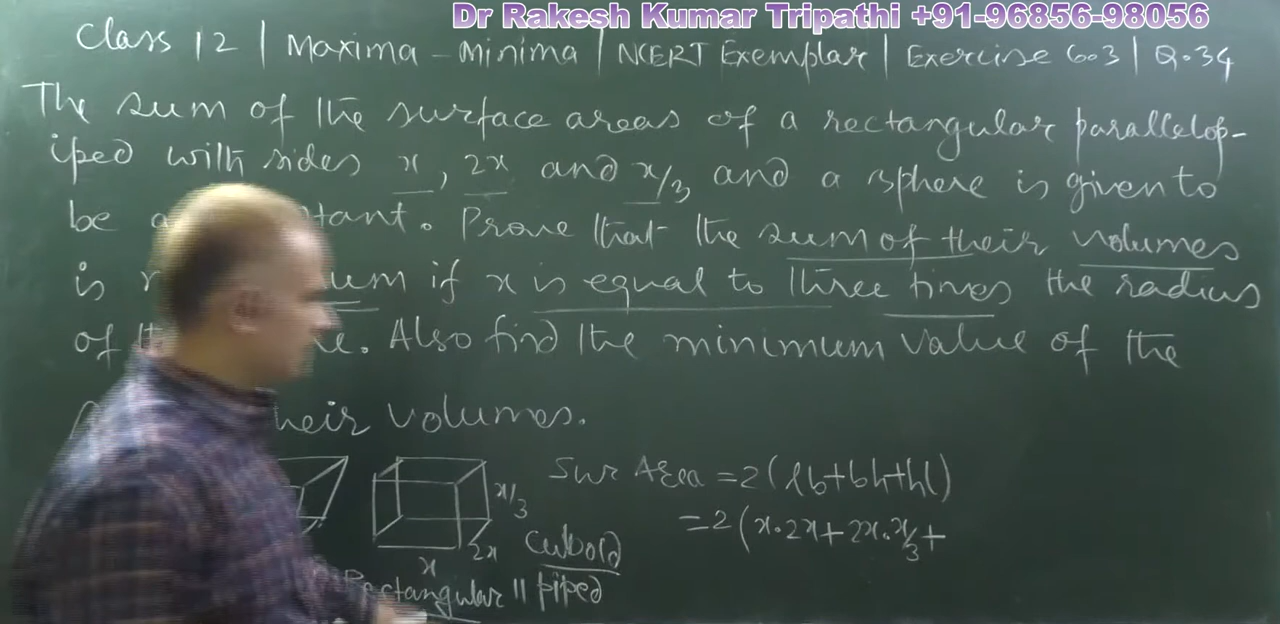 Dr Rakesh Kumar Tripathi +91-96856-98056
Class 12 | Maxima - Minima | NCERT Exemplar | Exercise 6.3 | Q.34
The sum of the surface areas of a rectangular parallelop-
iped with sides x, 2x and x/3 and a sphere is given to
be tant. Prove that the sum of their volumes
is um if x is equal to three times the radius
of e. Also find the minimum value of the
heir volumes.
Sur Area = 2(lb+bh+hl)
x/3
= 2(x.2x+2x.x/3+
2x
Cuboid
x
Rectangular || piped